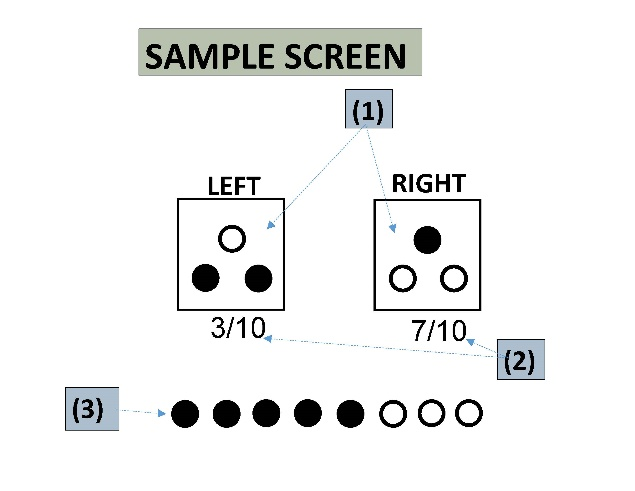 SAMPLE SCREEN
(1)
LEFT
RIGHT
3/10
7/10
(2)
(3)